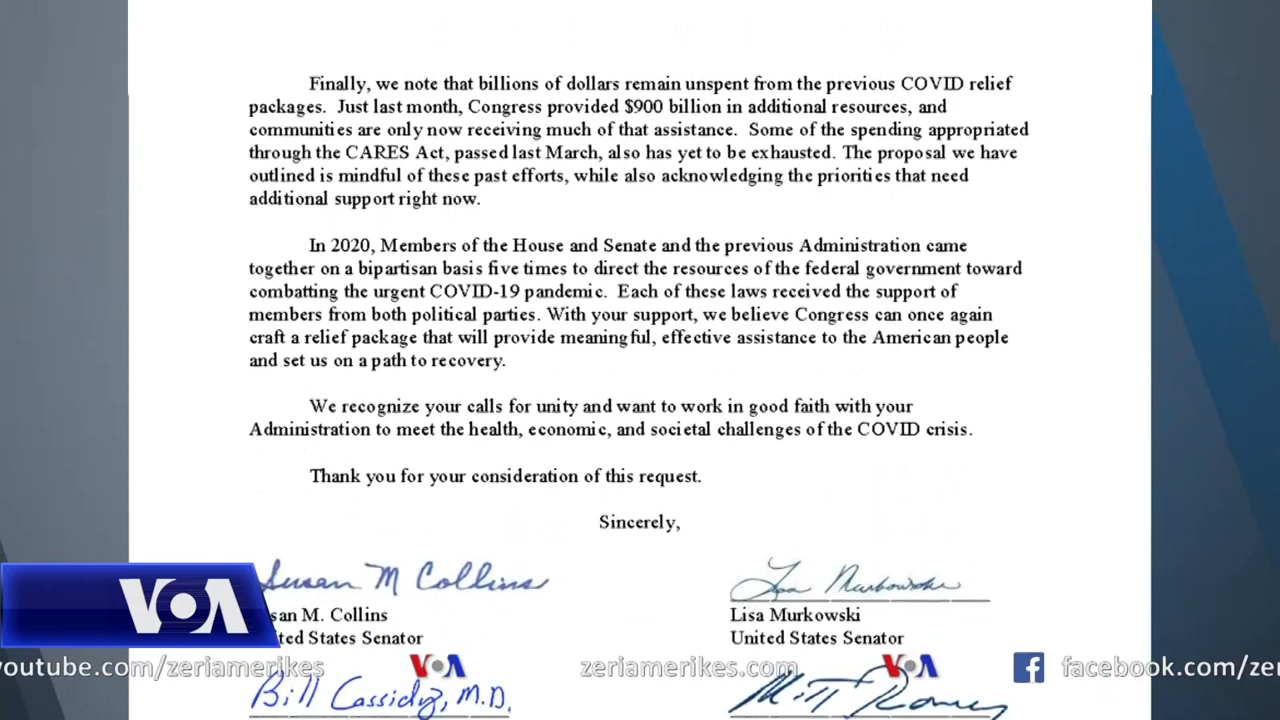 Finally, we note that billions of dollars remain unspent from the previous COVID relief
packages. Just last month, Congress provided $900 billion in additional resources, and
communities are only now receiving much of that assistance. Some of the spending appropriated
through the CARES Act, passed last March, also has yet to be exhausted. The proposal we have
outlined is mindful of these past efforts, while also acknowledging the priorities that need
additional support right now.
In 2020, Members of the House and Senate and the previous Administration came
together on a bipartisan basis five times to direct the resources of the federal government toward
combatting the urgent COVID-19 pandemic. Each of these laws received the support of
members from both political parties. With your support, we believe Congress can once again
craft a relief package that will provide meaningful, effective assistance to the American people
and set us on a path to recovery.
We recognize your calls for unity and want to work in good faith with your
Administration to meet the health, economic, and societal challenges of the COVID crisis.
Thank you for your consideration of this request.
Sincerely,
Susan M Collins
Lisa Murkowski
san M. Collins
Lisa Murkowski
ted States Senator
United States Senator
VOA
youtube.com/zeriamerikes VOA zeriamerikes.com VOA facebook.com/ze
Bill Cassidy, M.D.
Mitt Romney